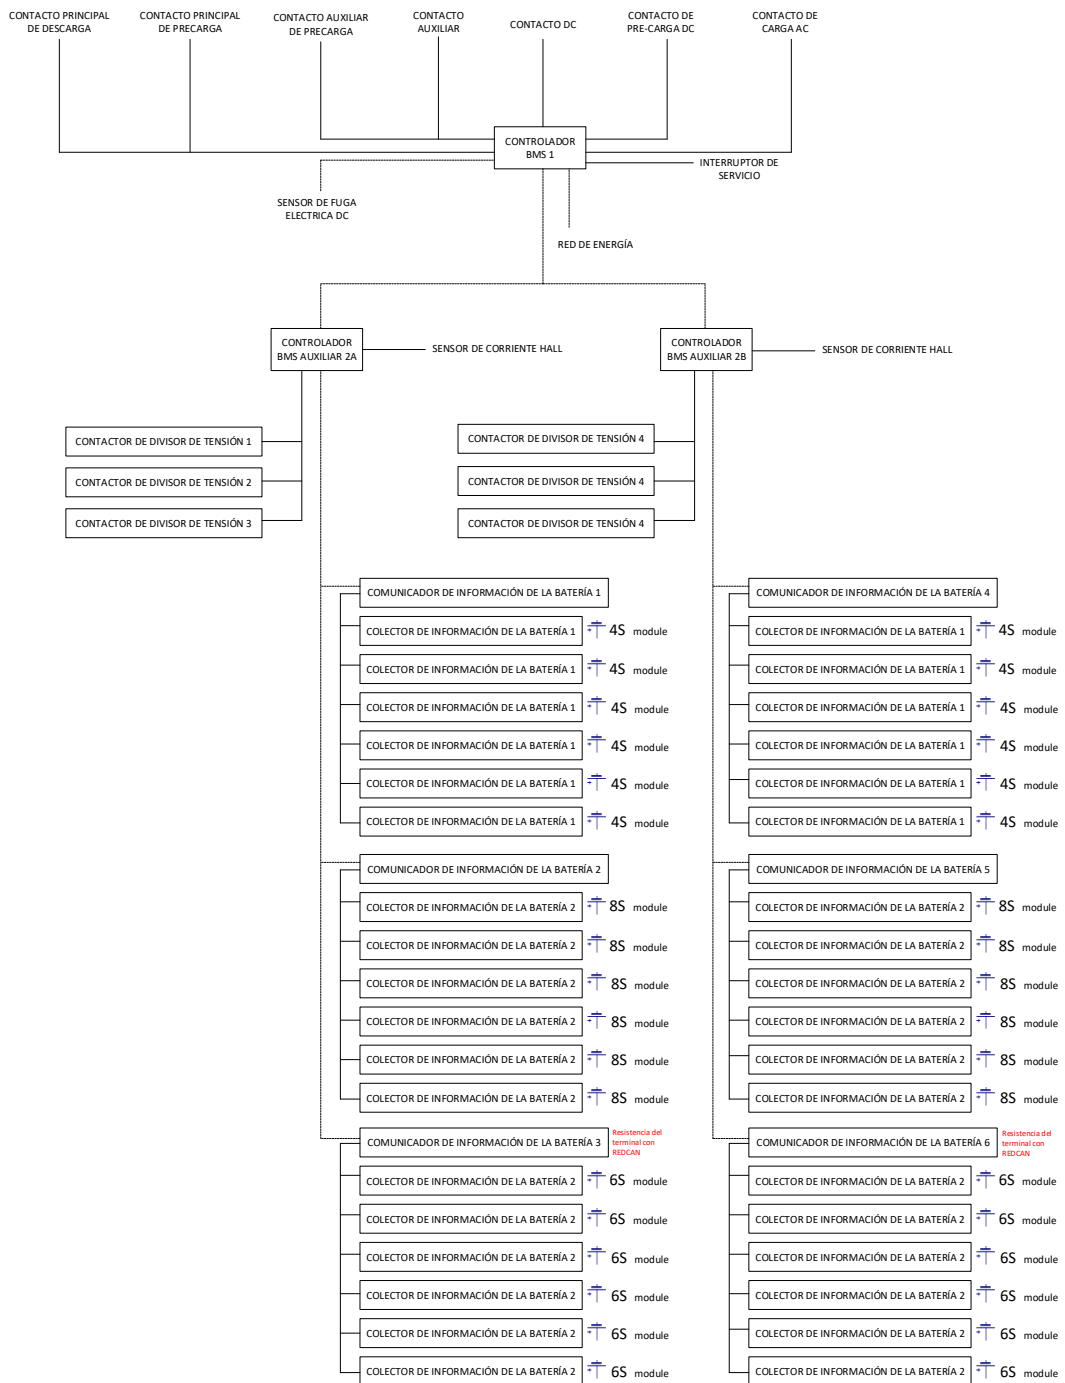 CONTACTO PRINCIPAL
DE DESCARGA
CONTACTO PRINCIPAL
DE PRECARGA
CONTACTO AUXILIAR
DE PRECARGA
CONTACTO
AUXILIAR
CONTACTO DC
CONTACTO DE
PRE-CARGA DC
CONTACTO DE
CARGA AC
CONTROLADOR
BMS 1
INTERRUPTOR DE
SERVICIO
SENSOR DE FUGA
ELECTRICA DC
RED DE ENERGÍA
CONTROLADOR
BMS AUXILIAR 2A
SENSOR DE CORRIENTE HALL
CONTROLADOR
BMS AUXILIAR 2B
SENSOR DE CORRIENTE HALL
CONTACTOR DE DIVISOR DE TENSIÓN 1
CONTACTOR DE DIVISOR DE TENSIÓN 2
CONTACTOR DE DIVISOR DE TENSIÓN 3
CONTACTOR DE DIVISOR DE TENSIÓN 4
CONTACTOR DE DIVISOR DE TENSIÓN 4
CONTACTOR DE DIVISOR DE TENSIÓN 4
COMUNICADOR DE INFORMACIÓN DE LA BATERÍA 1
COLECTOR DE INFORMACIÓN DE LA BATERÍA 1 4S module
COLECTOR DE INFORMACIÓN DE LA BATERÍA 1 4S module
COLECTOR DE INFORMACIÓN DE LA BATERÍA 1 4S module
COLECTOR DE INFORMACIÓN DE LA BATERÍA 1 4S module
COLECTOR DE INFORMACIÓN DE LA BATERÍA 1 4S module
COLECTOR DE INFORMACIÓN DE LA BATERÍA 1 4S module
COMUNICADOR DE INFORMACIÓN DE LA BATERÍA 2
COLECTOR DE INFORMACIÓN DE LA BATERÍA 2 8S module
COLECTOR DE INFORMACIÓN DE LA BATERÍA 2 8S module
COLECTOR DE INFORMACIÓN DE LA BATERÍA 2 8S module
COLECTOR DE INFORMACIÓN DE LA BATERÍA 2 8S module
COLECTOR DE INFORMACIÓN DE LA BATERÍA 2 8S module
COLECTOR DE INFORMACIÓN DE LA BATERÍA 2 8S module
COMUNICADOR DE INFORMACIÓN DE LA BATERÍA 3
Resistencia del
terminal con
REDCAN
COLECTOR DE INFORMACIÓN DE LA BATERÍA 2 6S module
COLECTOR DE INFORMACIÓN DE LA BATERÍA 2 6S module
COLECTOR DE INFORMACIÓN DE LA BATERÍA 2 6S module
COLECTOR DE INFORMACIÓN DE LA BATERÍA 2 6S module
COLECTOR DE INFORMACIÓN DE LA BATERÍA 2 6S module
COLECTOR DE INFORMACIÓN DE LA BATERÍA 2 6S module
COMUNICADOR DE INFORMACIÓN DE LA BATERÍA 4
COLECTOR DE INFORMACIÓN DE LA BATERÍA 1 4S module
COLECTOR DE INFORMACIÓN DE LA BATERÍA 1 4S module
COLECTOR DE INFORMACIÓN DE LA BATERÍA 1 4S module
COLECTOR DE INFORMACIÓN DE LA BATERÍA 1 4S module
COLECTOR DE INFORMACIÓN DE LA BATERÍA 1 4S module
COLECTOR DE INFORMACIÓN DE LA BATERÍA 1 4S module
COMUNICADOR DE INFORMACIÓN DE LA BATERÍA 5
COLECTOR DE INFORMACIÓN DE LA BATERÍA 2 8S module
COLECTOR DE INFORMACIÓN DE LA BATERÍA 2 8S module
COLECTOR DE INFORMACIÓN DE LA BATERÍA 2 8S module
COLECTOR DE INFORMACIÓN DE LA BATERÍA 2 8S module
COLECTOR DE INFORMACIÓN DE LA BATERÍA 2 8S module
COLECTOR DE INFORMACIÓN DE LA BATERÍA 2 8S module
COMUNICADOR DE INFORMACIÓN DE LA BATERÍA 6
Resistencia del
terminal con
REDCAN
COLECTOR DE INFORMACIÓN DE LA BATERÍA 2 6S module
COLECTOR DE INFORMACIÓN DE LA BATERÍA 2 6S module
COLECTOR DE INFORMACIÓN DE LA BATERÍA 2 6S module
COLECTOR DE INFORMACIÓN DE LA BATERÍA 2 6S module
COLECTOR DE INFORMACIÓN DE LA BATERÍA 2 6S module
COLECTOR DE INFORMACIÓN DE LA BATERÍA 2 6S module